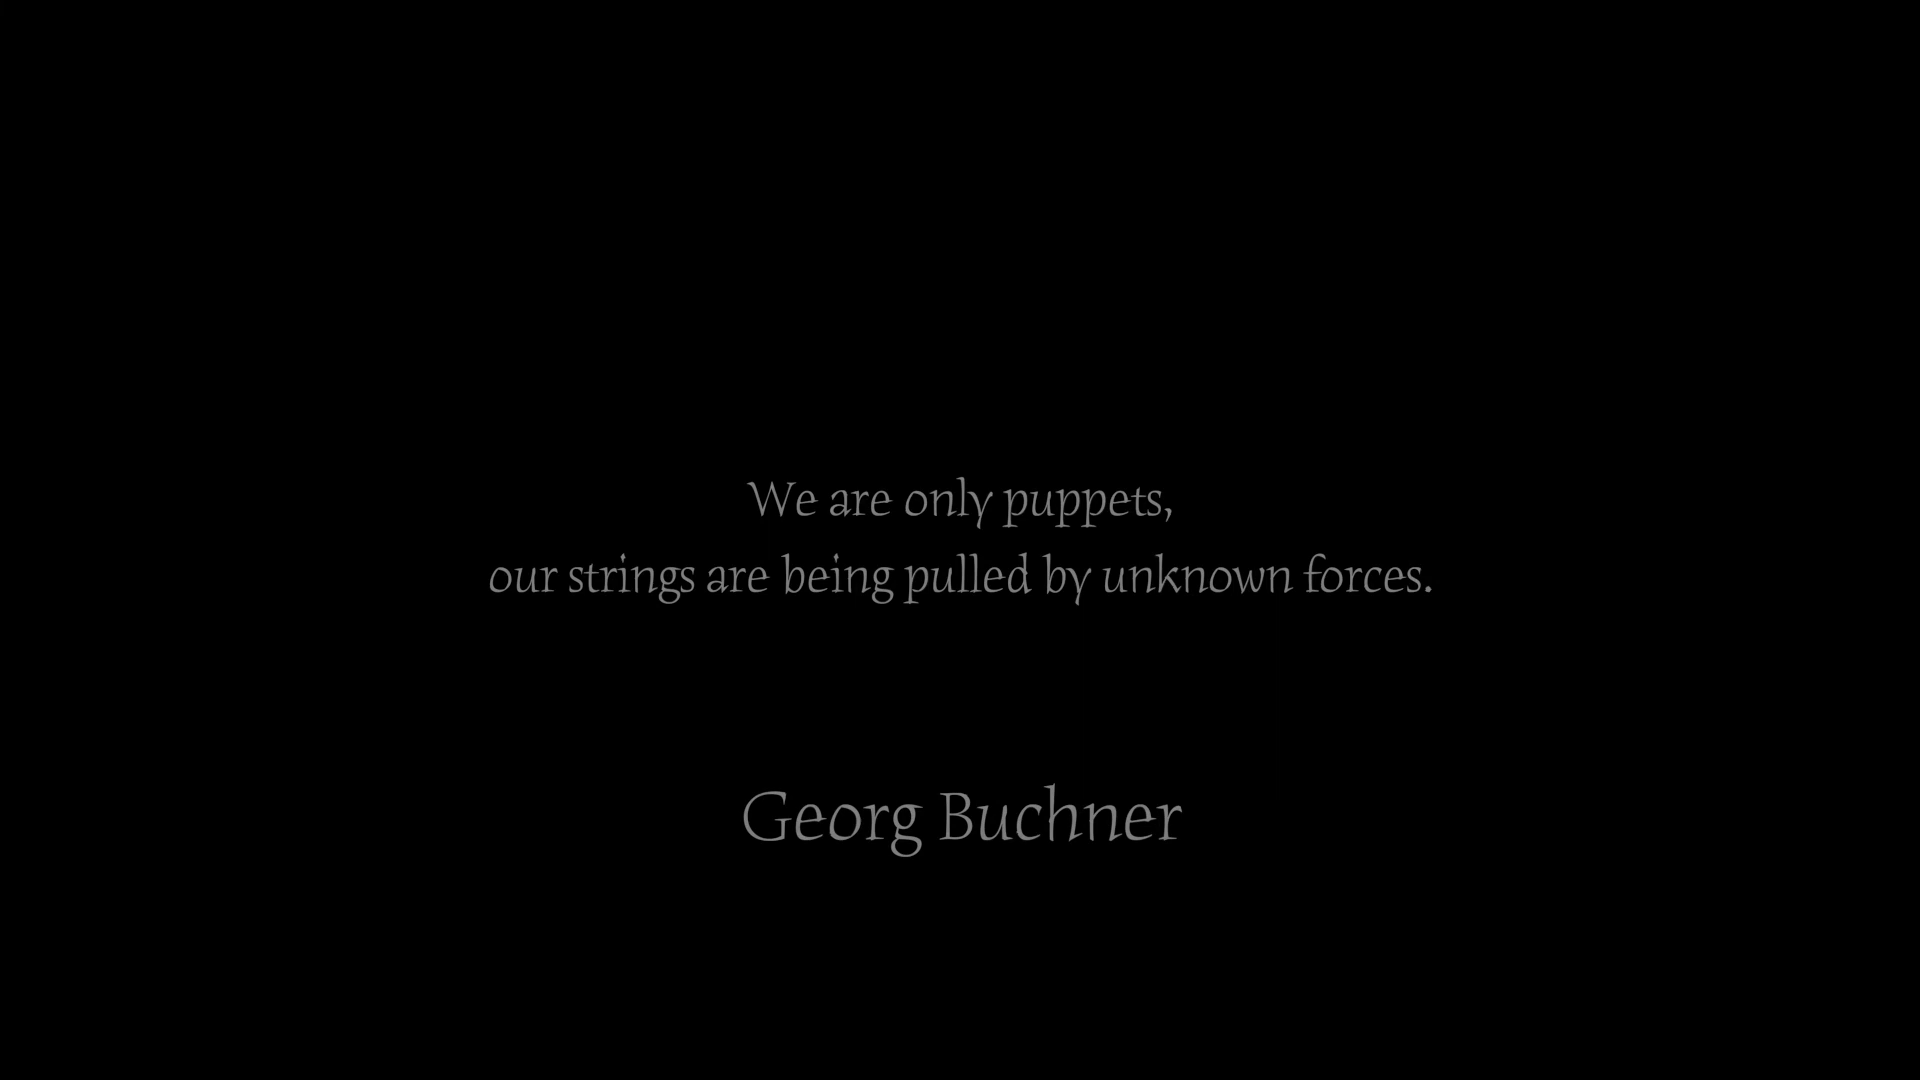 We are only puppets,
our strings are being pulled by unknown forces.
Georg Buchner